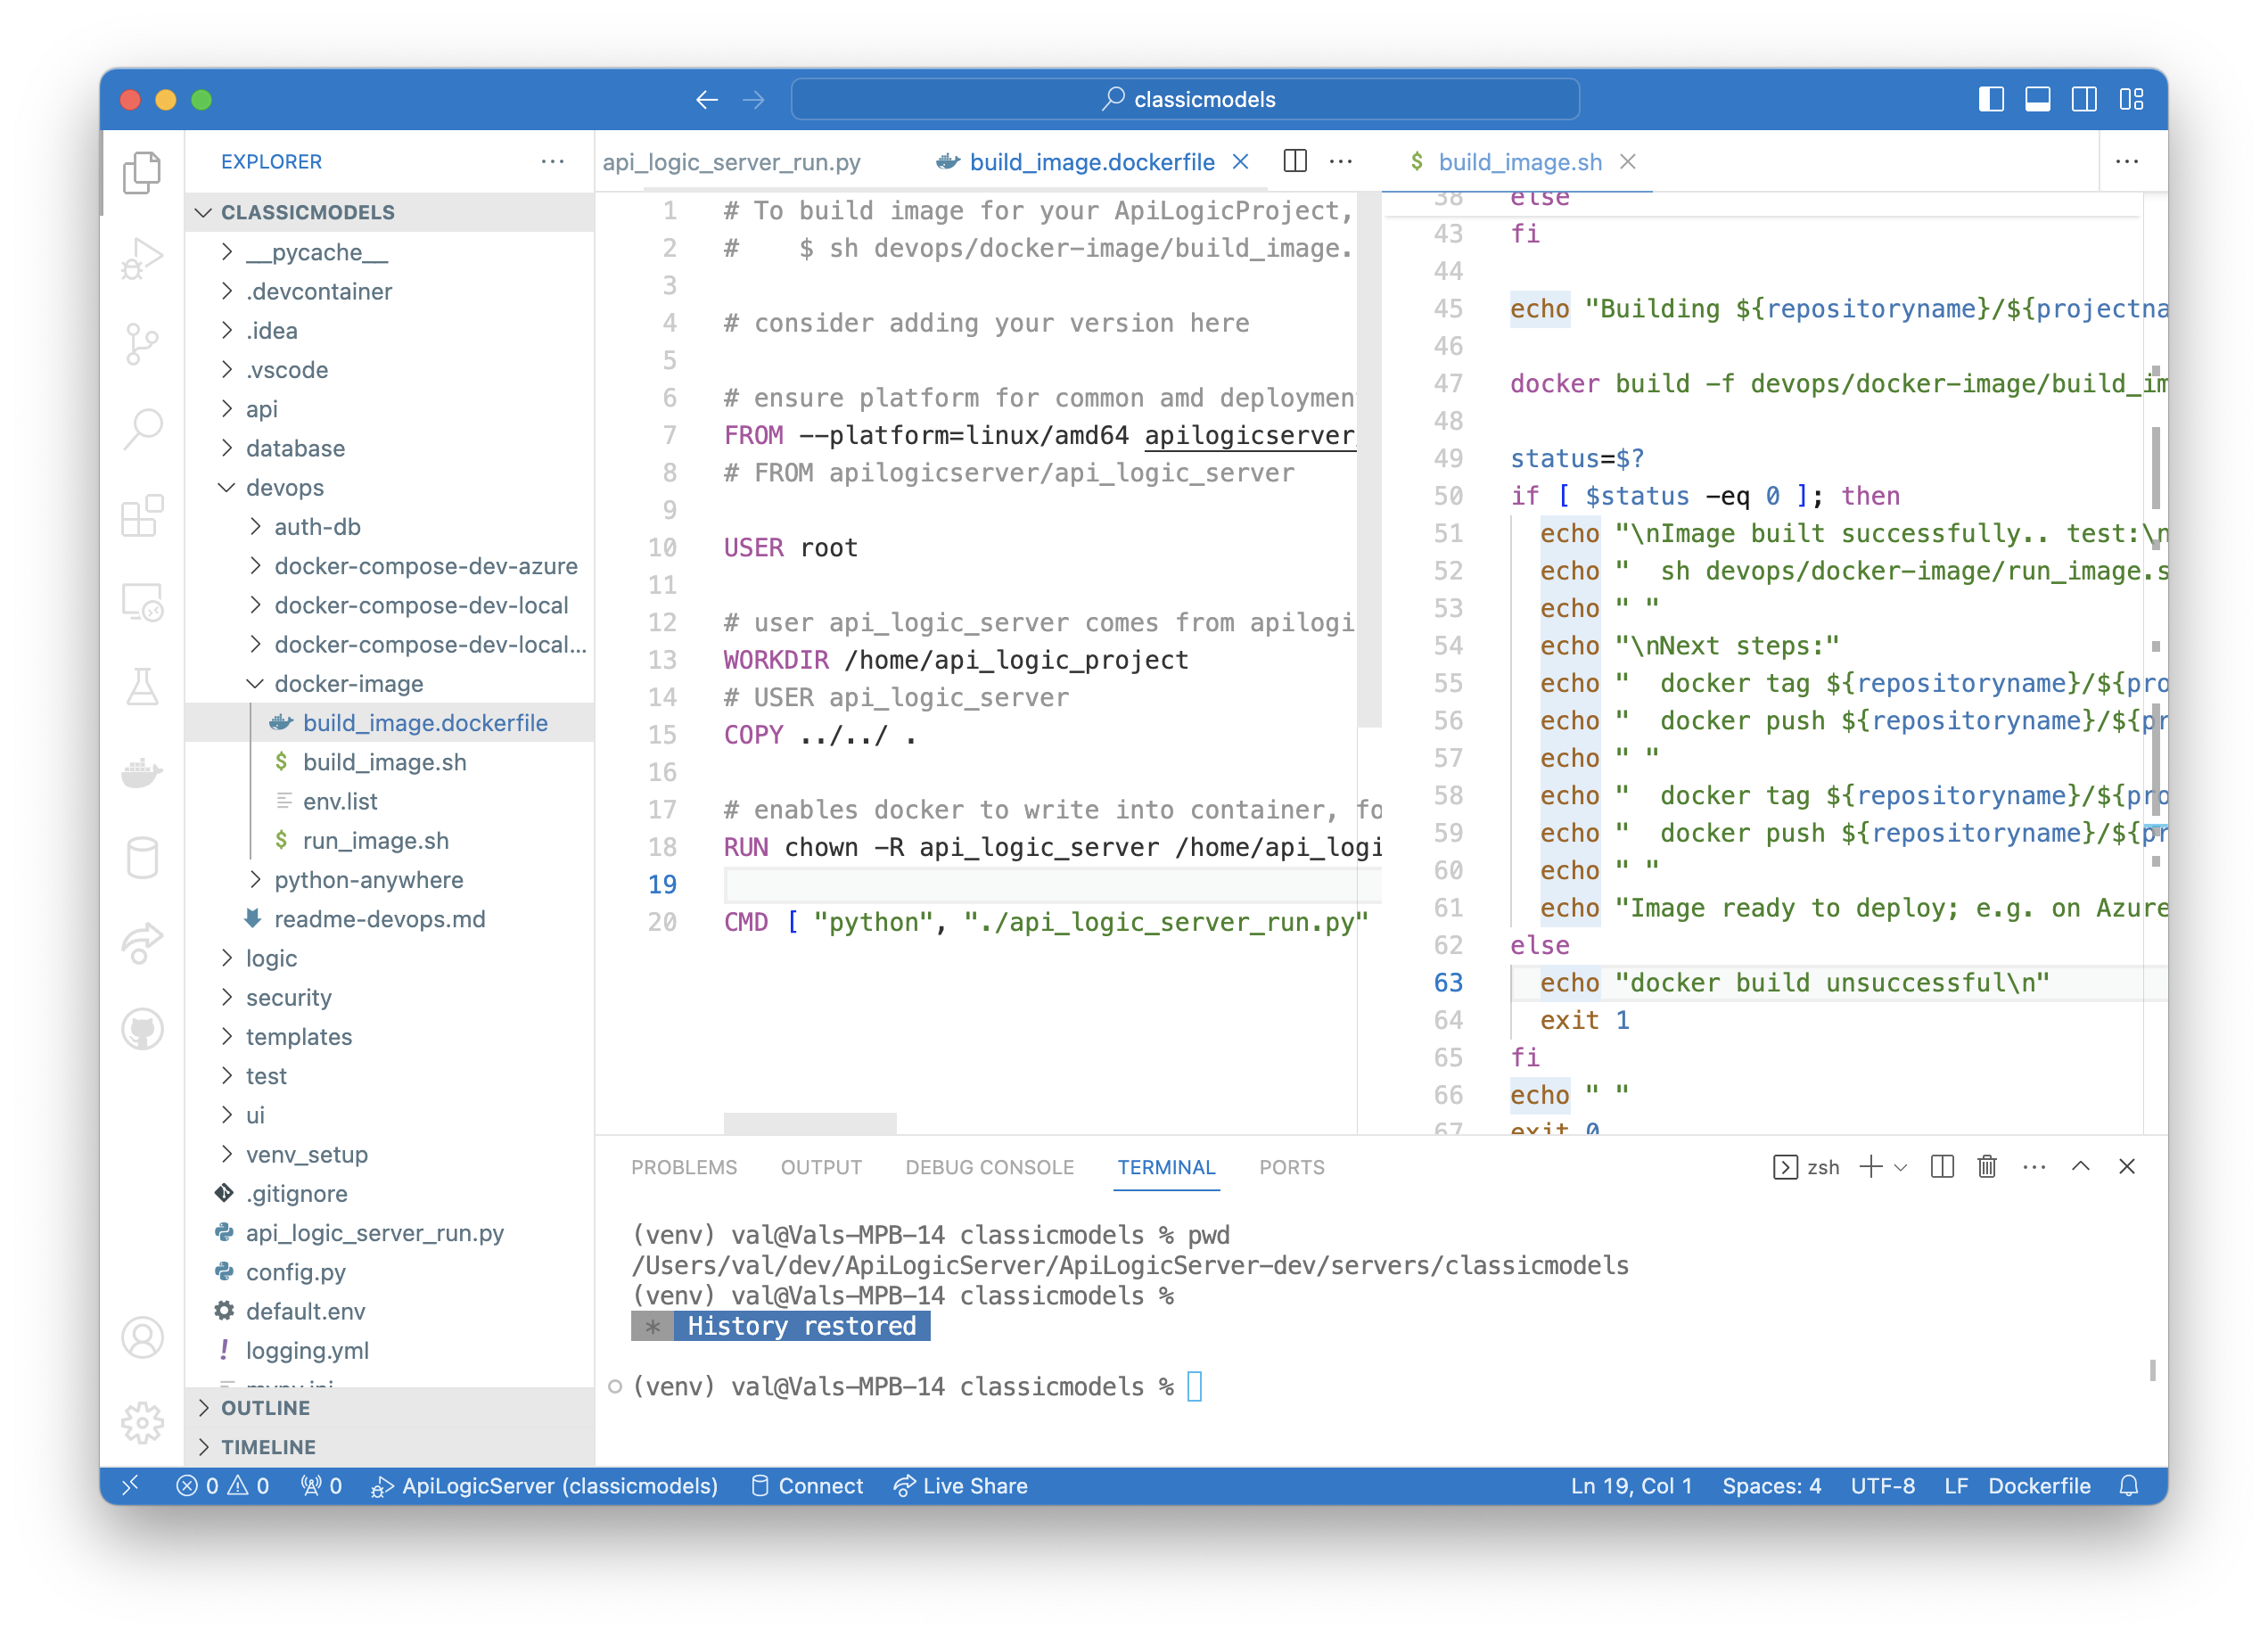 classicmodels
EXPLORER
CLASSICMODELS
__pycache__
.devcontainer
.idea
.vscode
api
database
devops
auth-db
docker-compose-dev-azure
docker-compose-dev-local
docker-compose-dev-local...
docker-image
build_image.dockerfile
build_image.sh
env.list
run_image.sh
python-anywhere
readme-devops.md
logic
security
templates
test
ui
venv_setup
.gitignore
api_logic_server_run.py
config.py
default.env
logging.yml
OUTLINE
TIMELINE
api_logic_server_run.py
build_image.dockerfile
1 # To build image for your ApiLogicProject,
2 #    $ sh devops/docker-image/build_image.
3
4 # consider adding your version here
5
6 # ensure platform for common amd deploymen
7 FROM --platform=linux/amd64 apilogicserver
8 # FROM apilogicserver/api_logic_server
9
10 USER root
11
12 # user api_logic_server comes from apilogi
13 WORKDIR /home/api_logic_project
14 # USER api_logic_server
15 COPY ../../ .
16
17 # enables docker to write into container, fo
18 RUN chown -R api_logic_server /home/api_logi
19
20 CMD [ "python", "./api_logic_server_run.py"
$ build_image.sh
38 else
43 fi
44
45 echo "Building ${repositoryname}/${projectna
46
47 docker build -f devops/docker-image/build_im
48
49 status=$?
50 if [ $status -eq 0 ]; then
51   echo "\nImage built successfully.. test:\n
52   echo "  sh devops/docker-image/run_image.s
53   echo " "
54   echo "\nNext steps:"
55   echo "  docker tag ${repositoryname}/${pro
56   echo "  docker push ${repositoryname}/${pr
57   echo " "
58   echo "  docker tag ${repositoryname}/${pro
59   echo "  docker push ${repositoryname}/${pr
60   echo " "
61   echo "Image ready to deploy; e.g. on Azure
62 else
63   echo "docker build unsuccessful\n"
64   exit 1
65 fi
66 echo " "
67 exit 0
PROBLEMS OUTPUT DEBUG CONSOLE TERMINAL PORTS
zsh
(venv) val@Vals-MPB-14 classicmodels % pwd
/Users/val/dev/ApiLogicServer/ApiLogicServer-dev/servers/classicmodels
(venv) val@Vals-MPB-14 classicmodels %
* History restored
(venv) val@Vals-MPB-14 classicmodels %
0 0 0 ApiLogicServer (classicmodels) Connect Live Share
Ln 19, Col 1 Spaces: 4 UTF-8 LF Dockerfile